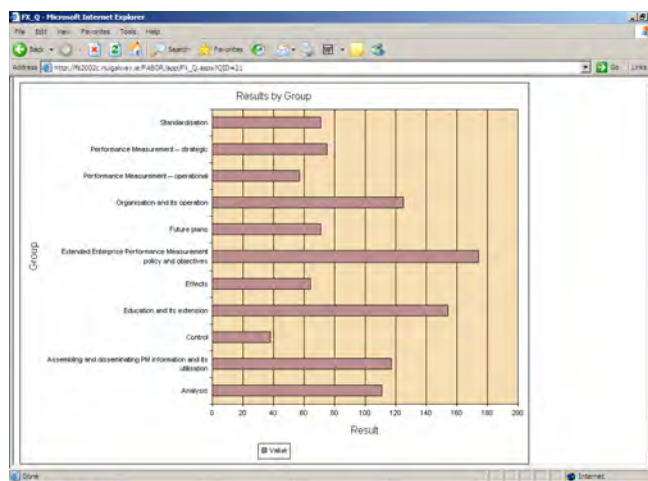 FX_Q - Microsoft Internet Explorer
File Edit View Favorites Tools Help
Back Search Favorites
Address Go Links
Results by Group
Standardisation
Performance Measurement – strategic
Performance Measurement – operational
Organisation and its operation
Future plans
Extended Enterprise Performance Measurement
policy and objectives
Effects
Education and its extension
Control
Assembling and disseminating PM information and its
utilisation
Analysis
Group
0 20 40 60 80 100 120 140 160 180 200
Result
Value
Done Internet